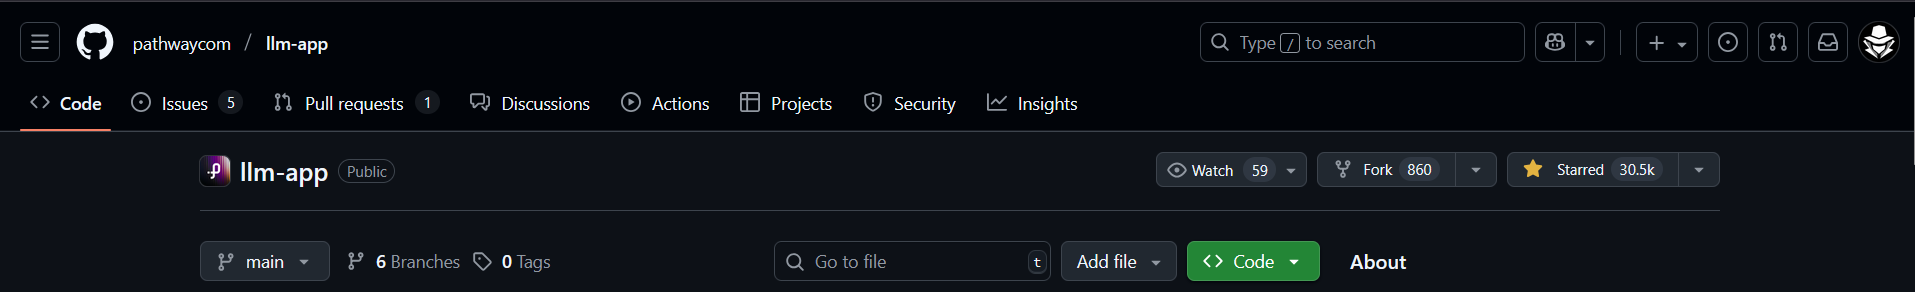 pathwaycom / llm-app Type / to search
Code Issues 5 Pull requests 1 Discussions Actions Projects Security Insights
llm-app Public Watch 59 Fork 860 Starred 30.5k
main 6 Branches 0 Tags Go to file t Add file Code About